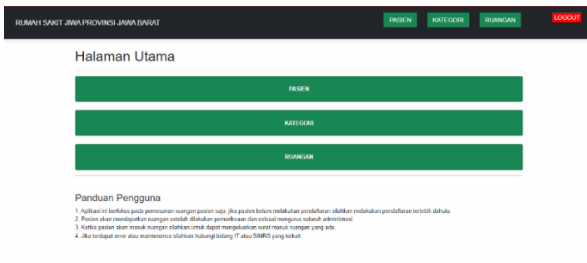 RUMAH SAKIT JIWA PROVINSI JAWA BARAT
PASIEN KATEGORI RUANGAN LOGOUT
Halaman Utama
PASIEN
KATEGORI
RUANGAN
Panduan Pengguna
1. Aplikasi ini berfokus pada pemesanan ruangan pasien saja, jika pasien belum melakukan pendaftaran silahkan melakukan pendaftaran terlebih dahulu.
2. Pasien akan mendapatkan ruangan setelah dilakukan pemeriksaan dan selesai mengurus seluruh administrasi
3. Ketika pasien akan masuk ruangan silahkan untuk dapat mengeluarkan surat masuk ruangan yang ada
4. Jika terdapat error atau maintenence silahkan hubungi bidang IT atau SIMRS yang terkait.